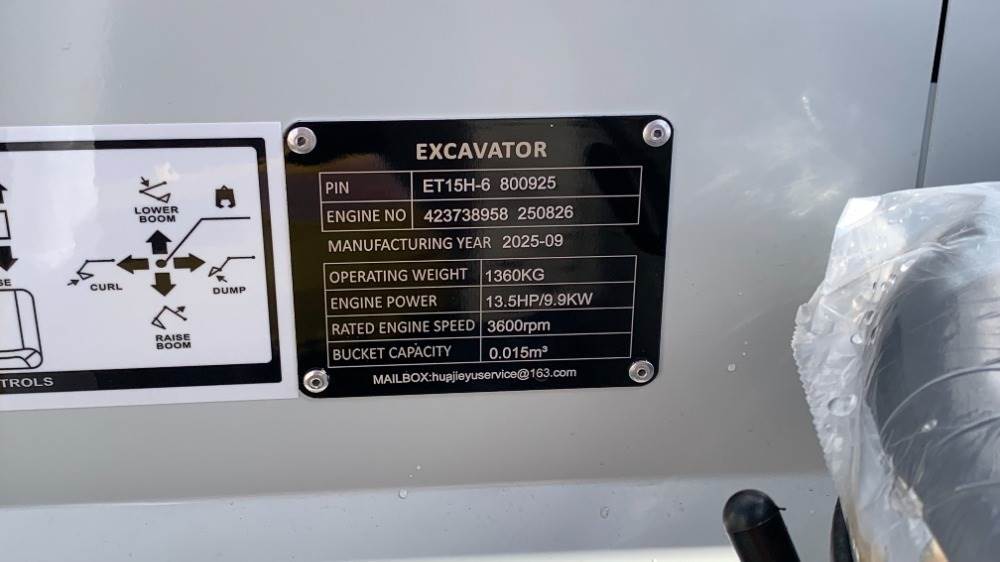 EXCAVATOR
PIN ET15H-6 800925
ENGINE NO 423738958 250826
MANUFACTURING YEAR 2025-09
OPERATING WEIGHT 1360KG
ENGINE POWER 13.5HP/9.9KW
RATED ENGINE SPEED 3600rpm
BUCKET CAPACITY 0.015m³
MAILBOX:huajieyuservice@163.com
LOWER
BOOM
CURL
DUMP
RAISE
BOOM